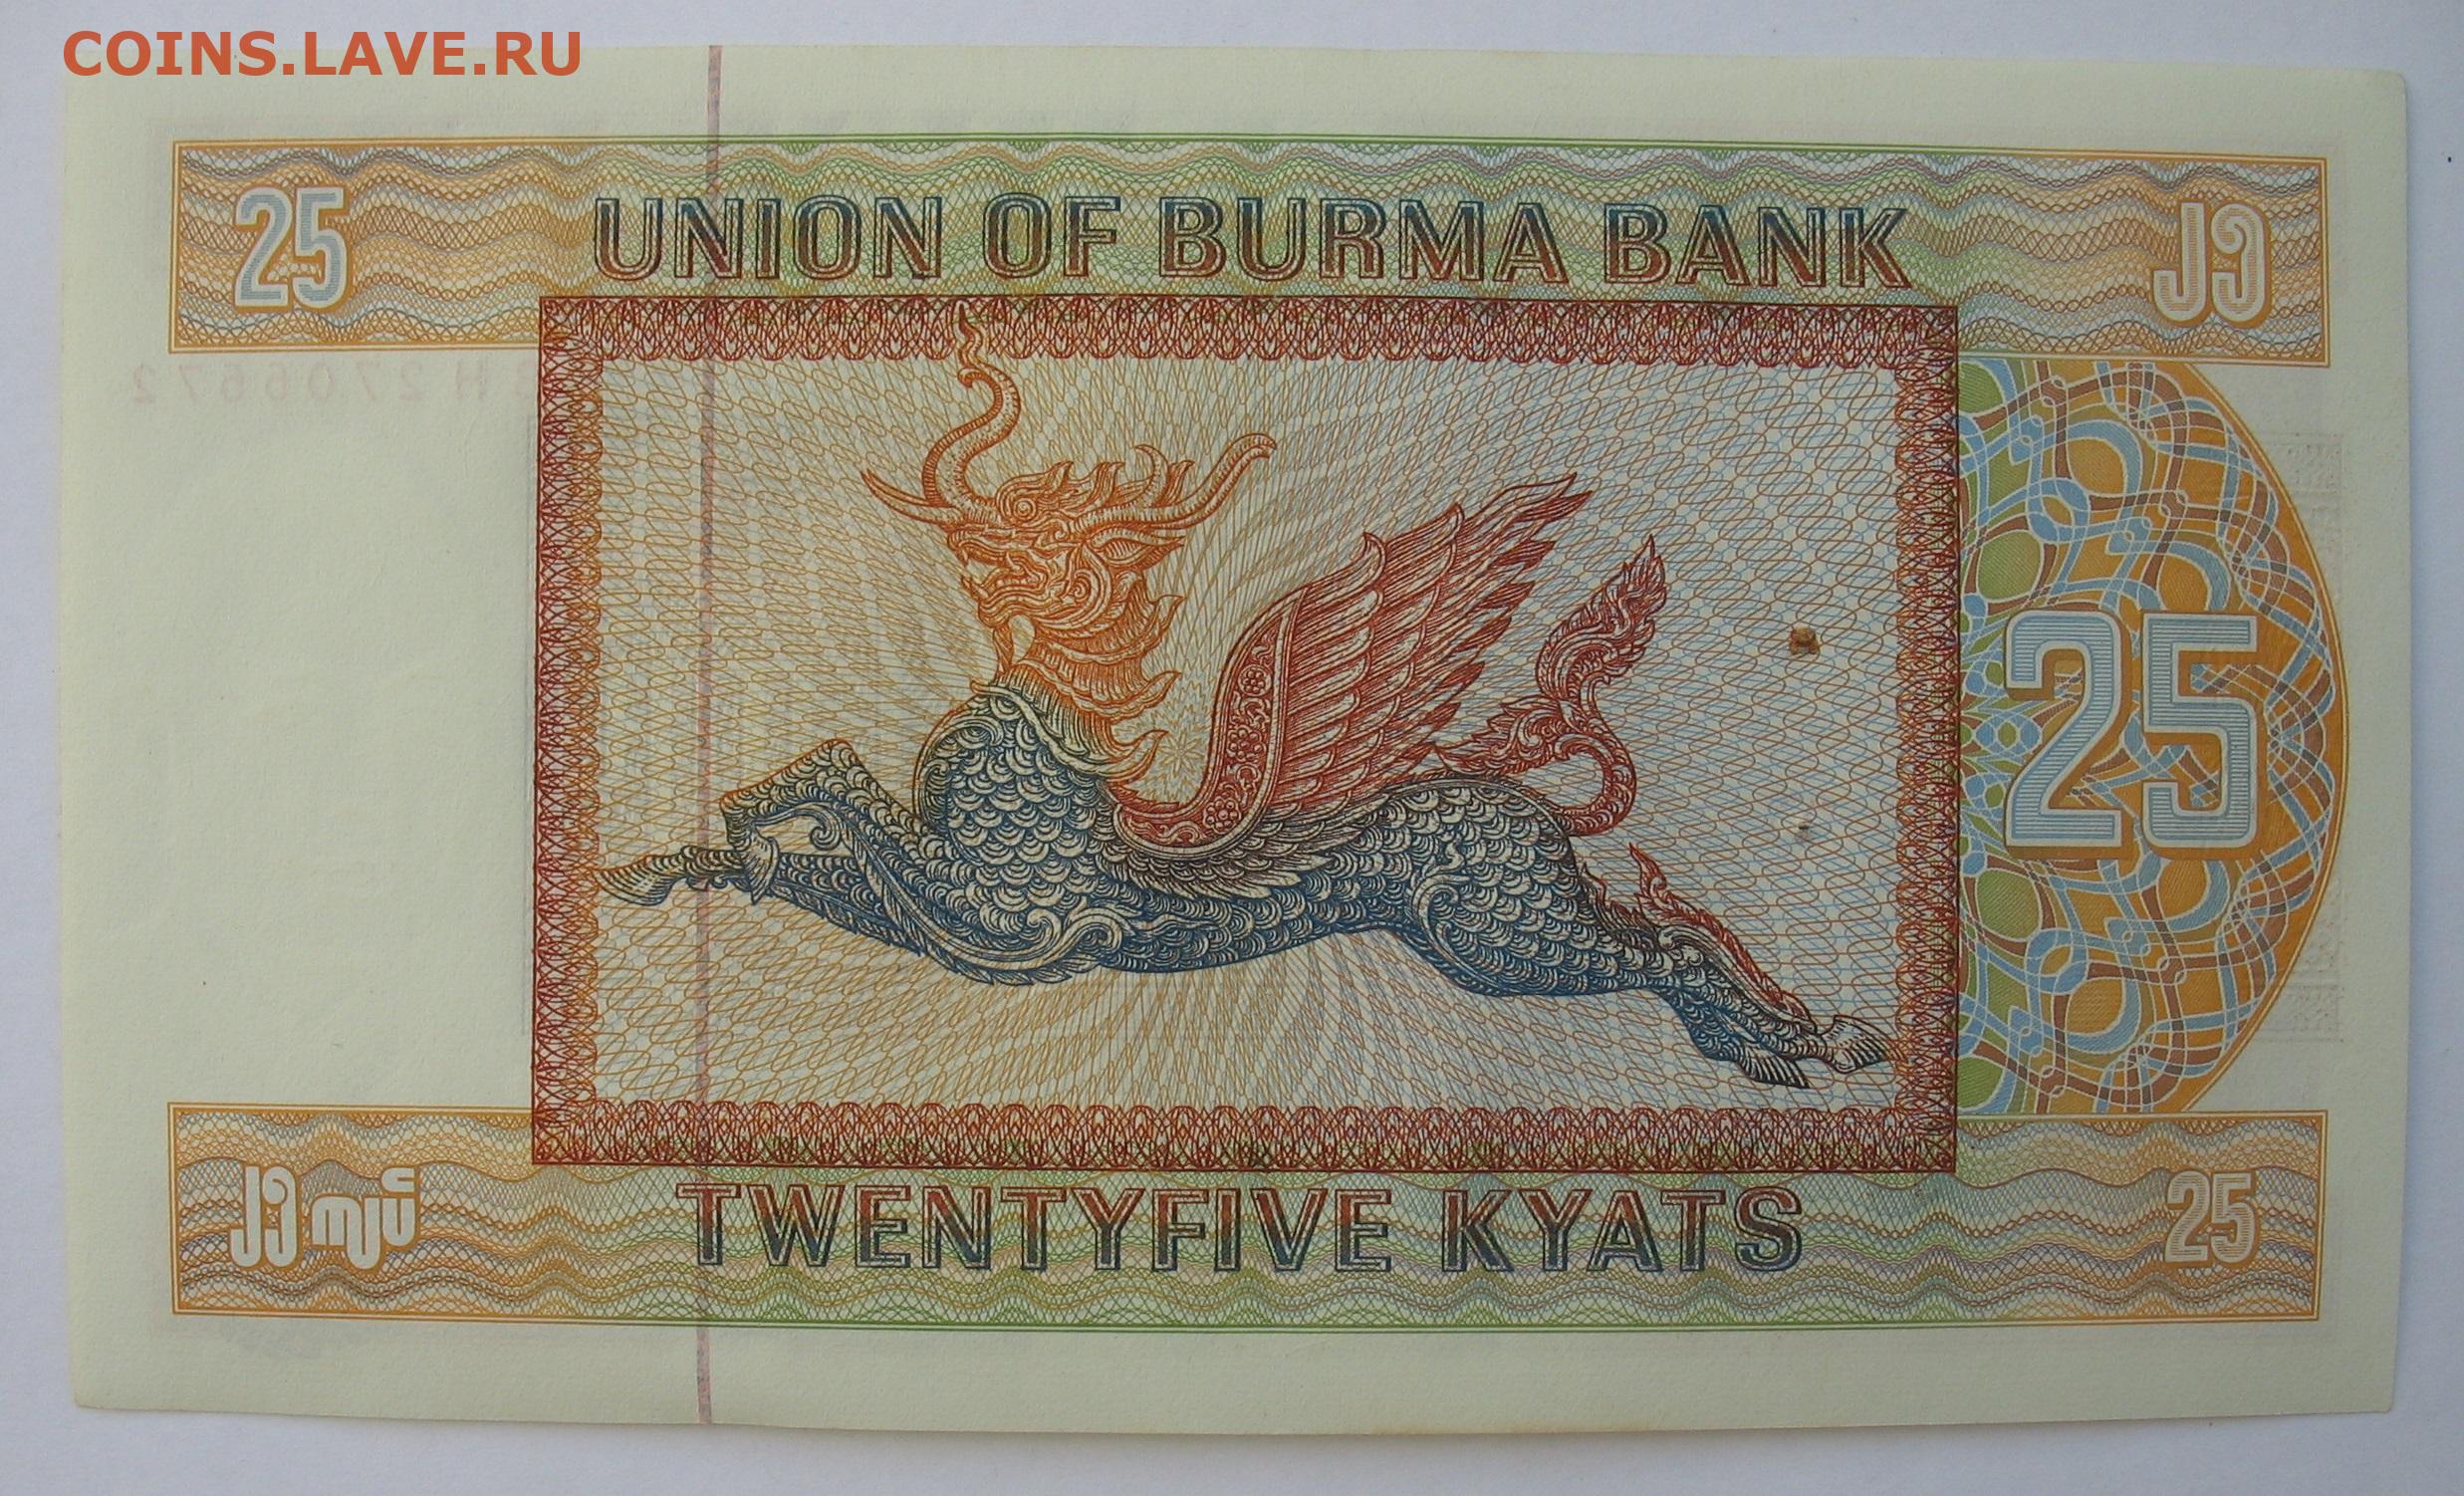 COINS.LAVE.RU
25 UNION OF BURMA BANK ၂၅
25
၂၅ ကျပ် TWENTYFIVE KYATS 25